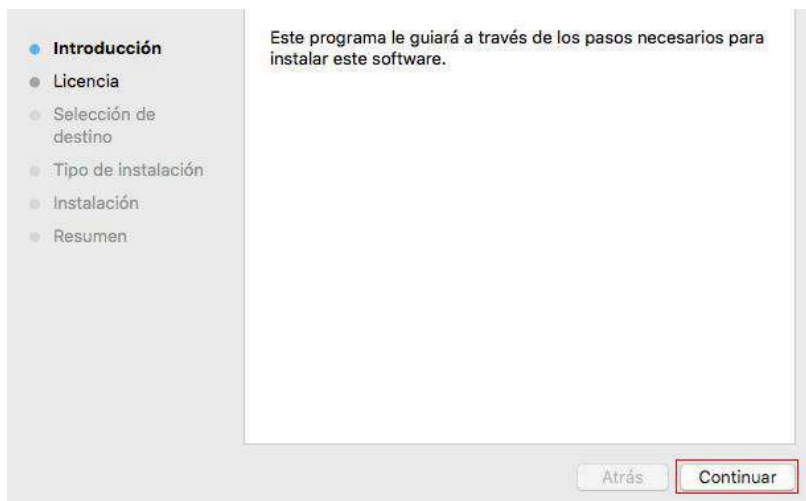 Introducción
Licencia
Selección de
destino
Tipo de instalación
Instalación
Resumen
Este programa le guiará a través de los pasos necesarios para
instalar este software.
Atrás
Continuar